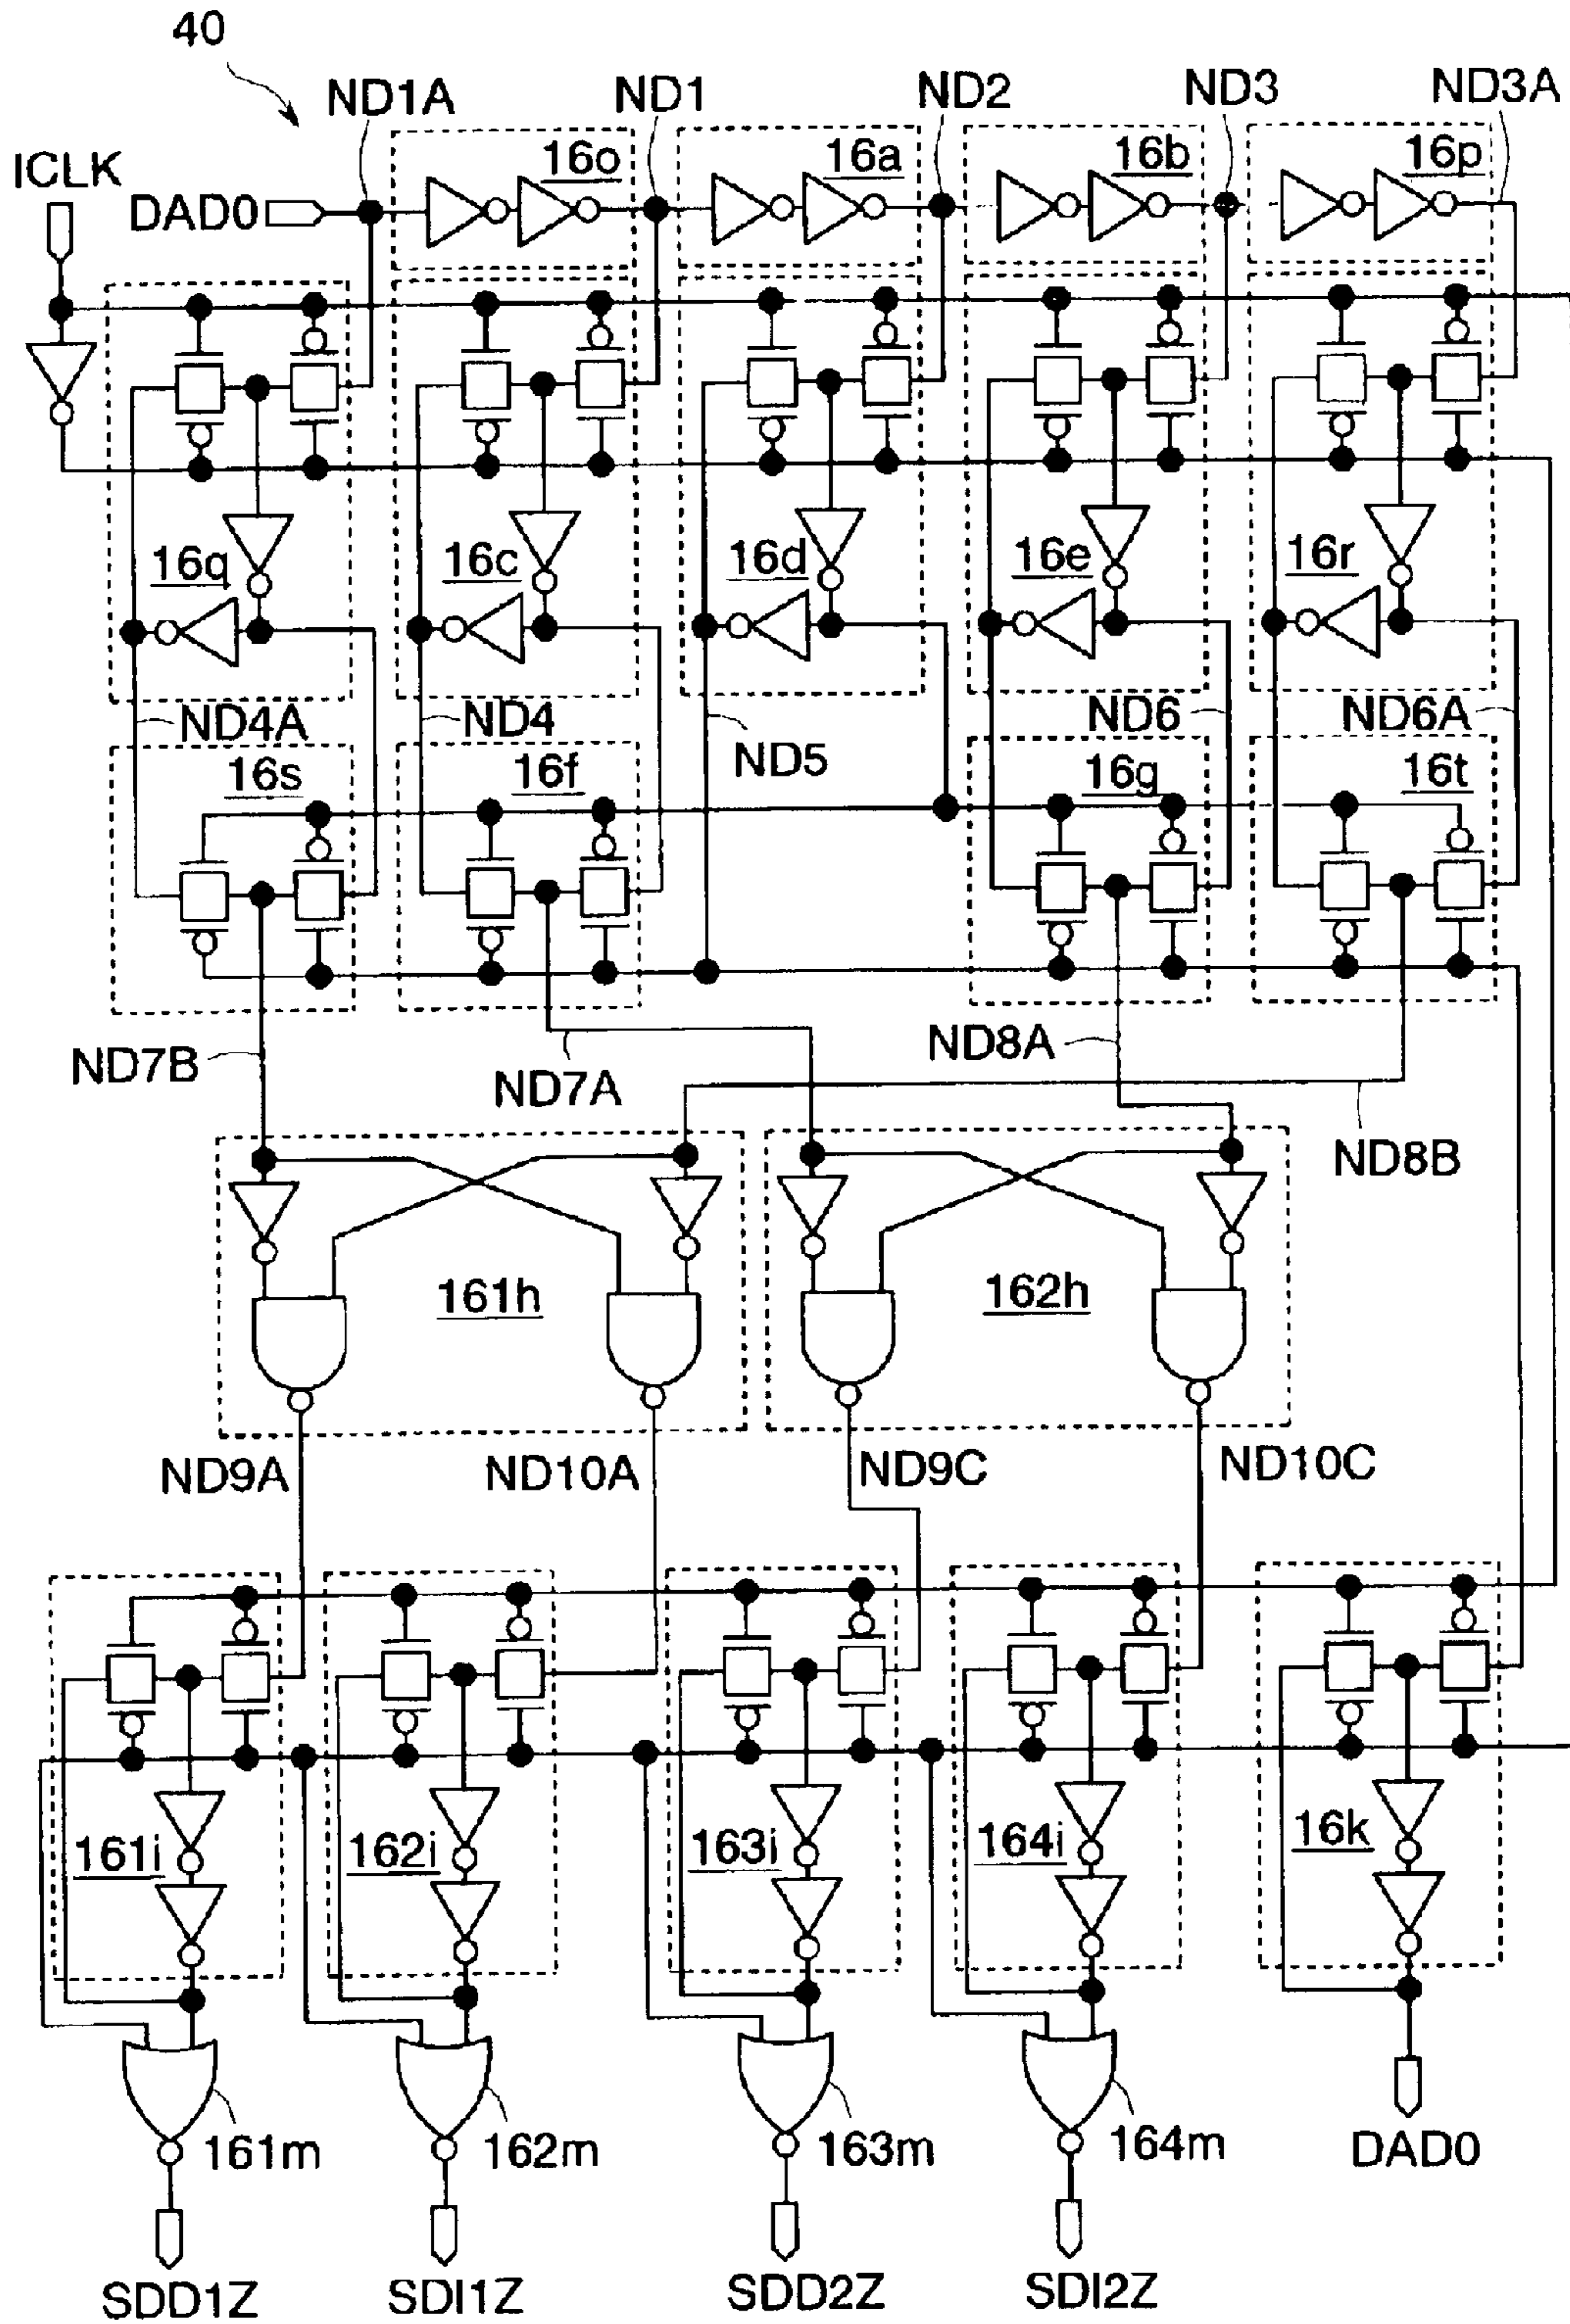 40
ND1A
ND1
ND2
ND3
ND3A
ICLK
DAD0
16o
16a
16b
16p
16q
16c
16d
16e
16r
ND4A
ND4
ND5
ND6
ND6A
16s
16f
16g
16t
ND7B
ND7A
ND8A
ND8B
161h
162h
ND9A
ND10A
ND9C
ND10C
161i
162i
163i
164i
16k
161m
162m
163m
164m
DAD0
SDD1Z
SDI1Z
SDD2Z
SDI2Z